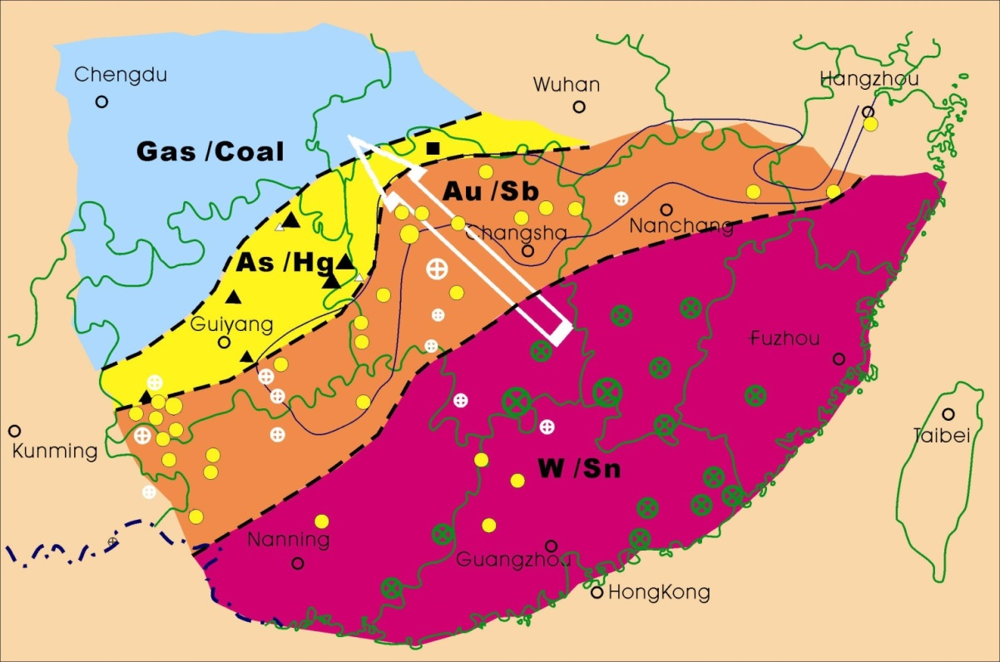 Chengdu
Wuhan
Hangzhou
Gas /Coal
Au /Sb
Changsha
Nanchang
As /Hg
Guiyang
Fuzhou
Kunming
Taibei
W /Sn
Nanning
Guangzhou
HongKong